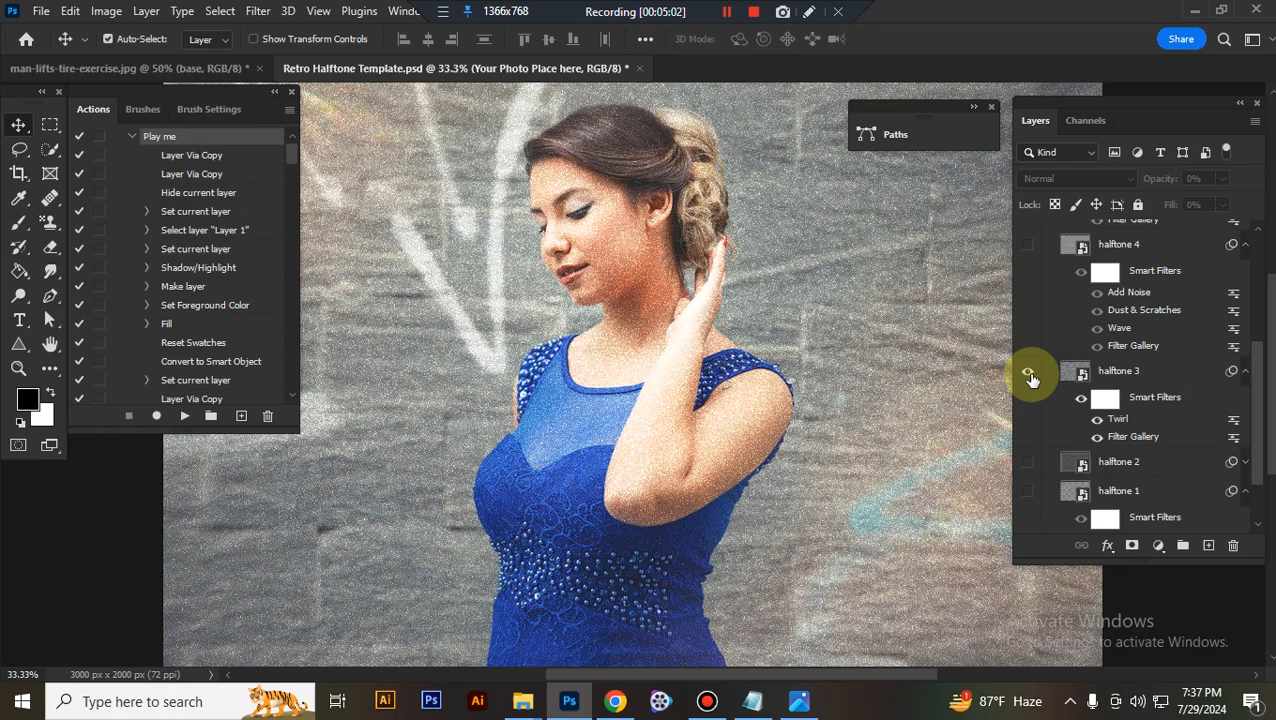 1366x768
Recording [00:05:02]
Ps
File
Edit
Image
Layer
Type
Select
Filter
3D
View
Plugins
Windo
Auto-Select:
Layer
Show Transform Controls
3D Mode:
Share
man-lifts-tire-exercise.jpg @ 50% (base, RGB/8) *
Retro Halftone Template.psd @ 33.3% (Your Photo Place here, RGB/8) *
Actions
Brushes
Brush Settings
Play me
Layer Via Copy
Layer Via Copy
Hide current layer
Set current layer
Select layer "Layer 1"
Set current layer
Shadow/Highlight
Make layer
Set Foreground Color
Fill
Reset Swatches
Convert to Smart Object
Set current layer
Layer Via Copy
Paths
Layers
Channels
Kind
Normal
Opacity: 0%
Lock:
Fill: 0%
Filter Gallery
halftone 4
Smart Filters
Add Noise
Dust & Scratches
Wave
Filter Gallery
halftone 3
Smart Filters
Twirl
Filter Gallery
halftone 2
halftone 1
Smart Filters
fx
Activate Windows
Go to Settings to activate Windows.
33.33%
3000 px x 2000 px (72 ppi)
Type here to search
Ai
Ps
Ai
Ps
1
87°F Haze
7:37 PM
7/29/2024
1